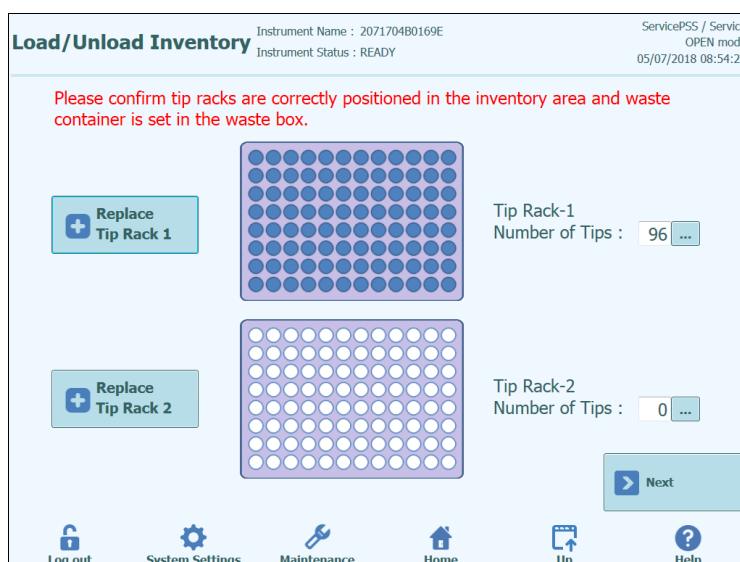 Load/Unload Inventory
Instrument Name : 2071704B0169E
Instrument Status : READY
ServicePSS / Servic
OPEN mod
05/07/2018 08:54:2
Please confirm tip racks are correctly positioned in the inventory area and waste
container is set in the waste box.
Replace
Tip Rack 1
Tip Rack-1
Number of Tips : 96 ...
Replace
Tip Rack 2
Tip Rack-2
Number of Tips : 0 ...
Next
Log out
System Settings
Maintenance
Home
Up
Help